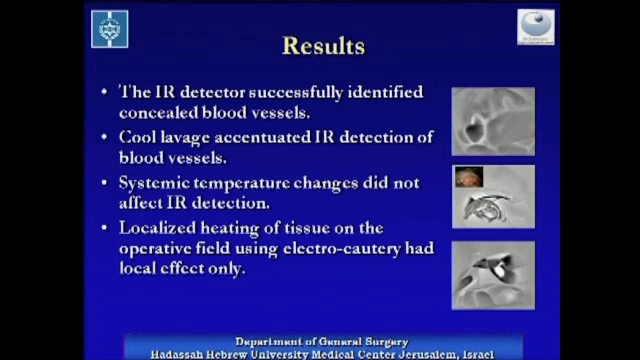 Results
• The IR detector successfully identified
concealed blood vessels.
• Cool lavage accentuated IR detection of
blood vessels.
• Systemic temperature changes did not
affect IR detection.
• Localized heating of tissue on the
operative field using electro-cautery had
local effect only.
Department of General Surgery
Hadassah Hebrew University Medical Center Jerusalem, Israel